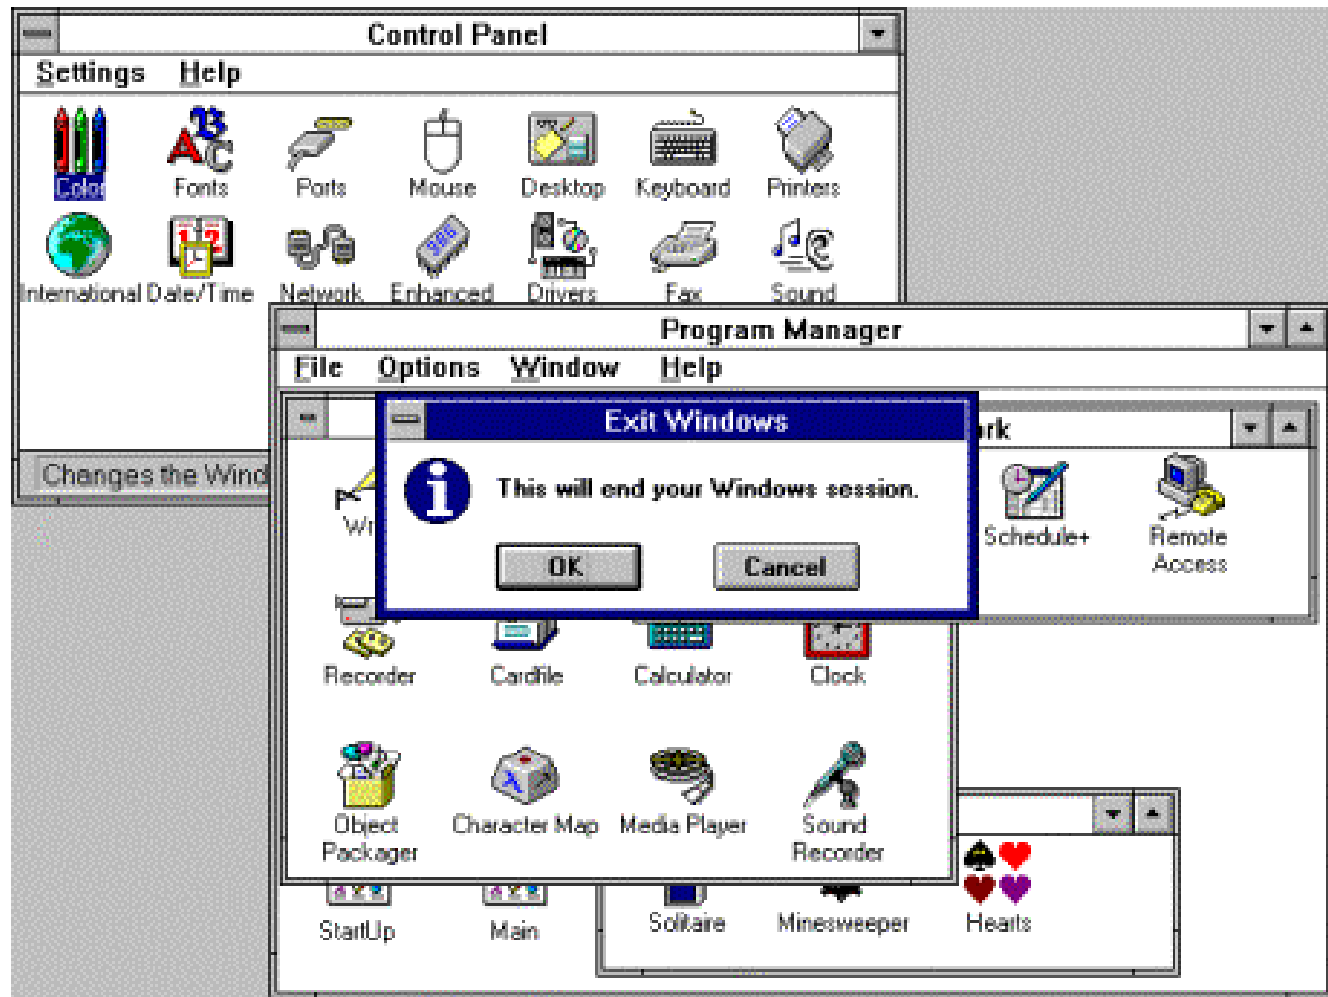 Control Panel
Settings Help
Color Fonts Ports Mouse Desktop Keyboard Printers
International Date/Time Network Enhanced Drivers Fax Sound
Changes the Wind
Program Manager
File Options Window Help
Exit Windows
This will end your Windows session.
OK Cancel
rk
Schedule+ Remote
Access
Wr
Recorder Cardfile Calculator Clock
Object Character Map Media Player Sound
Packager Recorder
StartUp Main Solitaire Minesweeper Hearts